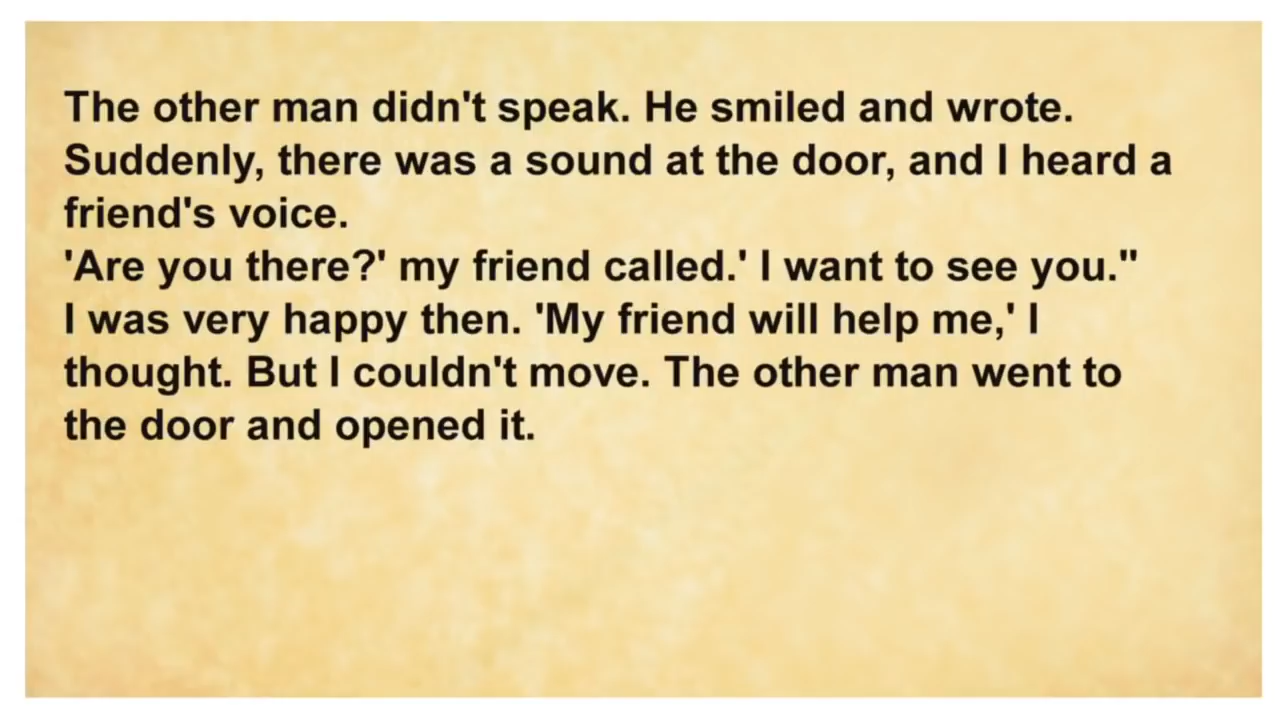 The other man didn't speak. He smiled and wrote.
Suddenly, there was a sound at the door, and I heard a
friend's voice.
'Are you there?' my friend called.' I want to see you."
I was very happy then. 'My friend will help me,' I
thought. But I couldn't move. The other man went to
the door and opened it.